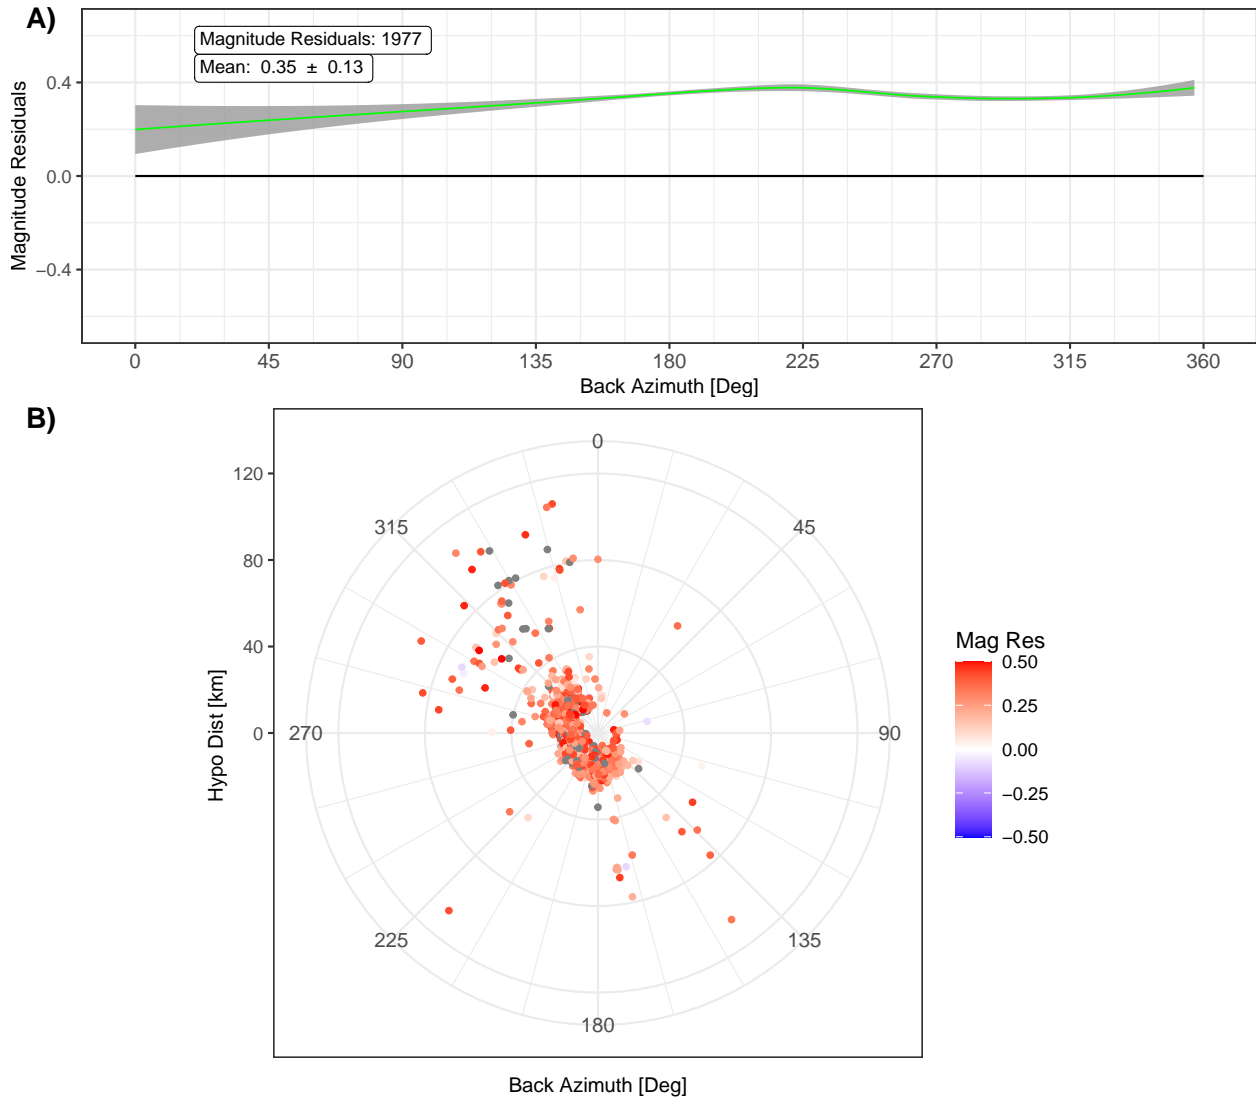 A)
Magnitude Residuals: 1977
Mean: 0.35 ± 0.13
Magnitude Residuals
0.4
0.0
−0.4
0 45 90 135 180 225 270 315 360
Back Azimuth [Deg]
B)
Hypo Dist [km]
120
80
40
0
0
45
90
135
180
225
270
315
Back Azimuth [Deg]
Mag Res
0.50
0.25
0.00
−0.25
−0.50